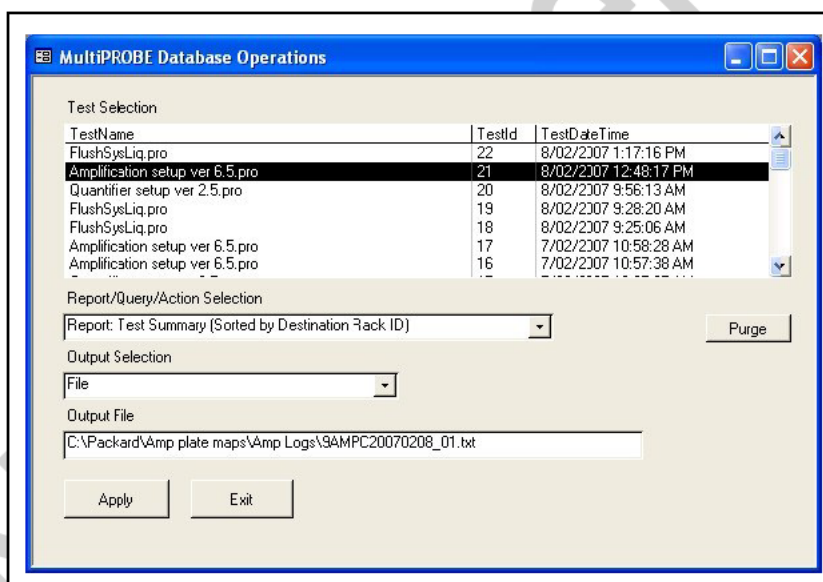 MultiPROBE Database Operations
Test Selection
TestName TestId TestDateTime
FlushSysLiq.pro 22 8/02/2007 1:17:16 PM
Amplification setup ver 6.5.pro 21 8/02/2007 12:48:17 PM
Quantifier setup ver 2.5.pro 20 8/02/2007 9:56:13 AM
FlushSysLiq.pro 19 8/02/2007 9:28:20 AM
FlushSysLiq.pro 18 8/02/2007 9:25:06 AM
Amplification setup ver 6.5.pro 17 7/02/2007 10:58:28 AM
Amplification setup ver 6.5.pro 16 7/02/2007 10:57:38 AM
Report/Query/Action Selection
Report: Test Summary (Sorted by Destination Rack ID)
Purge
Output Selection
File
Output File
C:\Packard\Amp plate maps\Amp Logs\9AMPC20070208_01.txt
Apply Exit